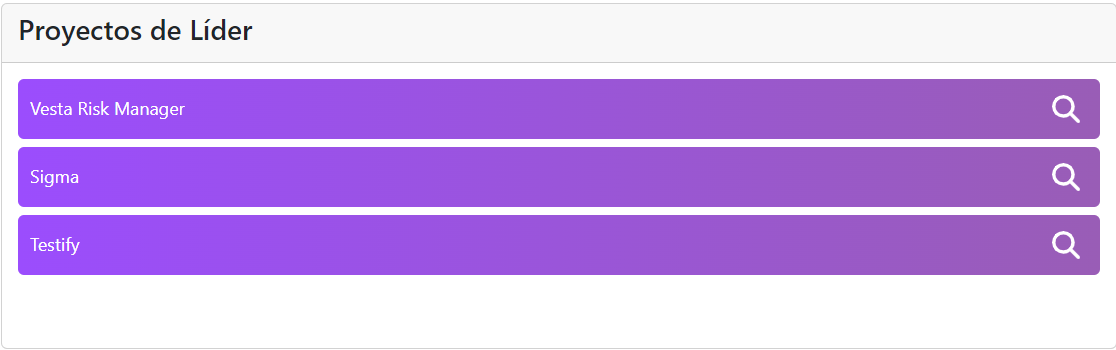 Proyectos de Líder
Vesta Risk Manager
Sigma
Testify